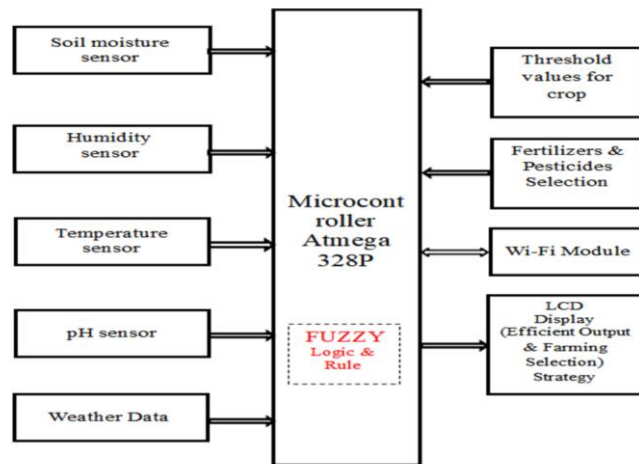 Soil moisture
sensor
Humidity
sensor
Temperature
sensor
pH sensor
Weather Data
Microcont
roller
Atmega
328P
FUZZY
Logic &
Rule
Threshold
values for
crop
Fertilizers &
Pesticides
Selection
Wi-Fi Module
LCD
Display
(Efficient Output
& Farming
Selection)
Strategy